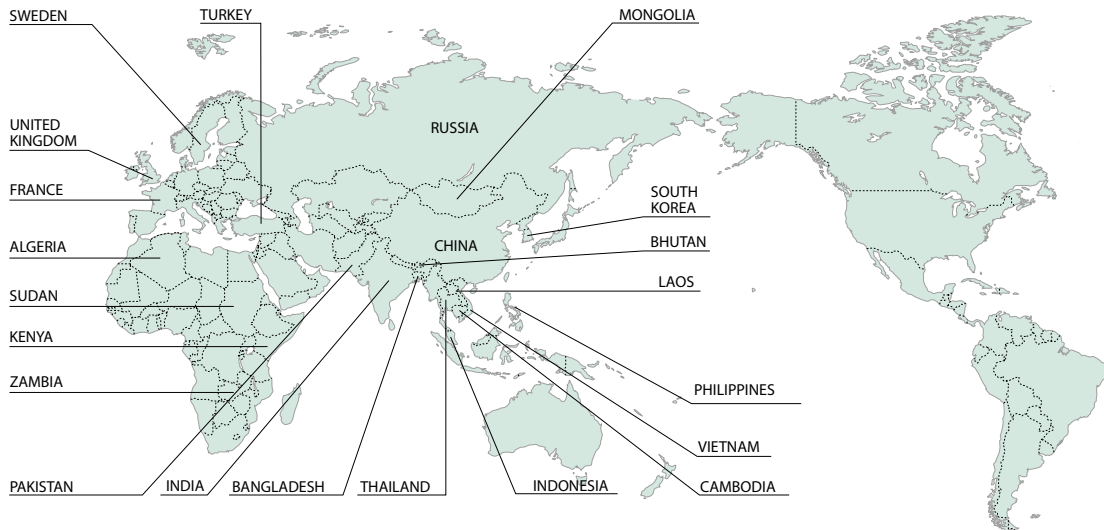 SWEDEN
TURKEY
MONGOLIA
UNITED
KINGDOM
RUSSIA
FRANCE
SOUTH
KOREA
ALGERIA
CHINA
BHUTAN
LAOS
SUDAN
KENYA
ZAMBIA
PHILIPPINES
VIETNAM
PAKISTAN
INDIA
BANGLADESH
THAILAND
INDONESIA
CAMBODIA